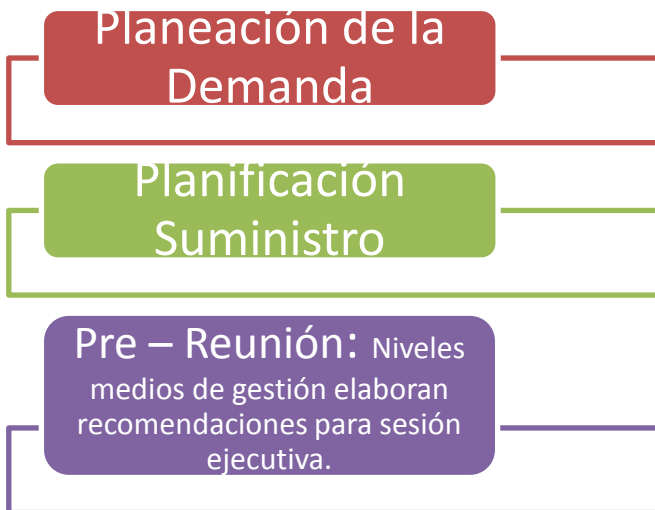 Planeación de la
Demanda
Planificación
Suministro
Pre – Reunión: Niveles
medios de gestión elaboran
recomendaciones para sesión
ejecutiva.